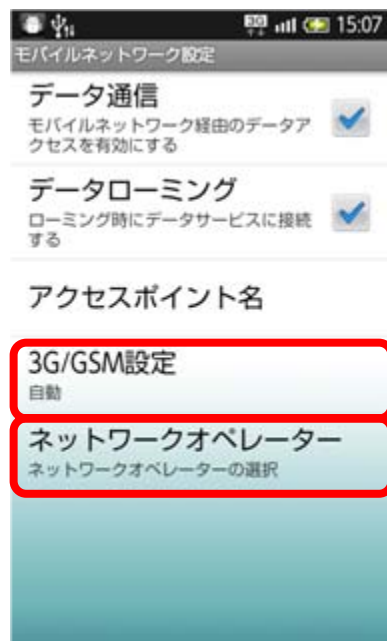 3G 15:07
モバイルネットワーク設定
データ通信
モバイルネットワーク経由のデータア
クセスを有効にする
データローミング
ローミング時にデータサービスに接続
する
アクセスポイント名
3G/GSM設定
自動
ネットワークオペレーター
ネットワークオペレーターの選択